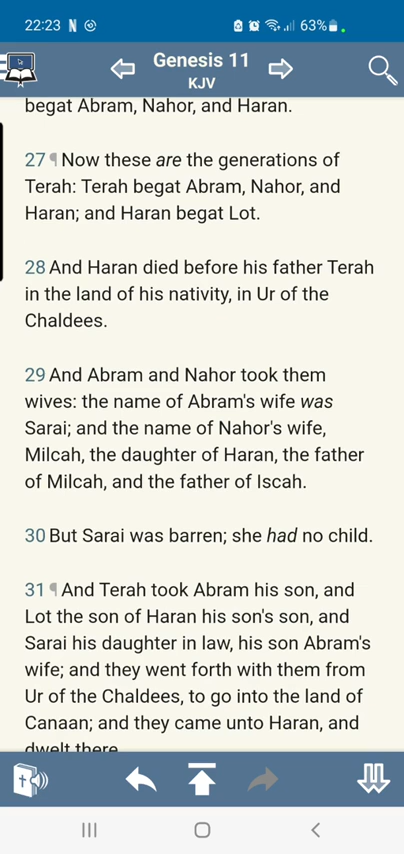 22:23 N 63%
Genesis 11
KJV
begat Abram, Nahor, and Haran.
27 ¶ Now these are the generations of
Terah: Terah begat Abram, Nahor, and
Haran; and Haran begat Lot.
28 And Haran died before his father Terah
in the land of his nativity, in Ur of the
Chaldees.
29 And Abram and Nahor took them
wives: the name of Abram's wife was
Sarai; and the name of Nahor's wife,
Milcah, the daughter of Haran, the father
of Milcah, and the father of Iscah.
30 But Sarai was barren; she had no child.
31 ¶ And Terah took Abram his son, and
Lot the son of Haran his son's son, and
Sarai his daughter in law, his son Abram's
wife; and they went forth with them from
Ur of the Chaldees, to go into the land of
Canaan; and they came unto Haran, and
dwelt there